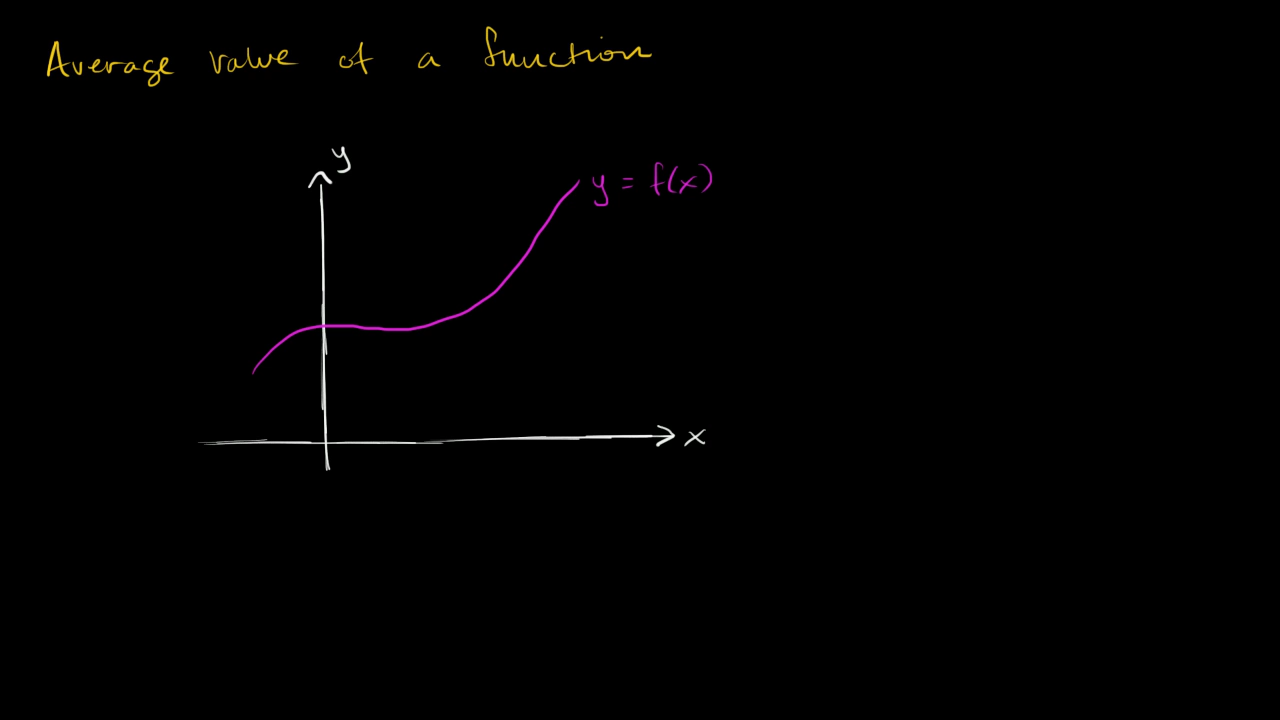 Average value of a function
y
y = f(x)
x